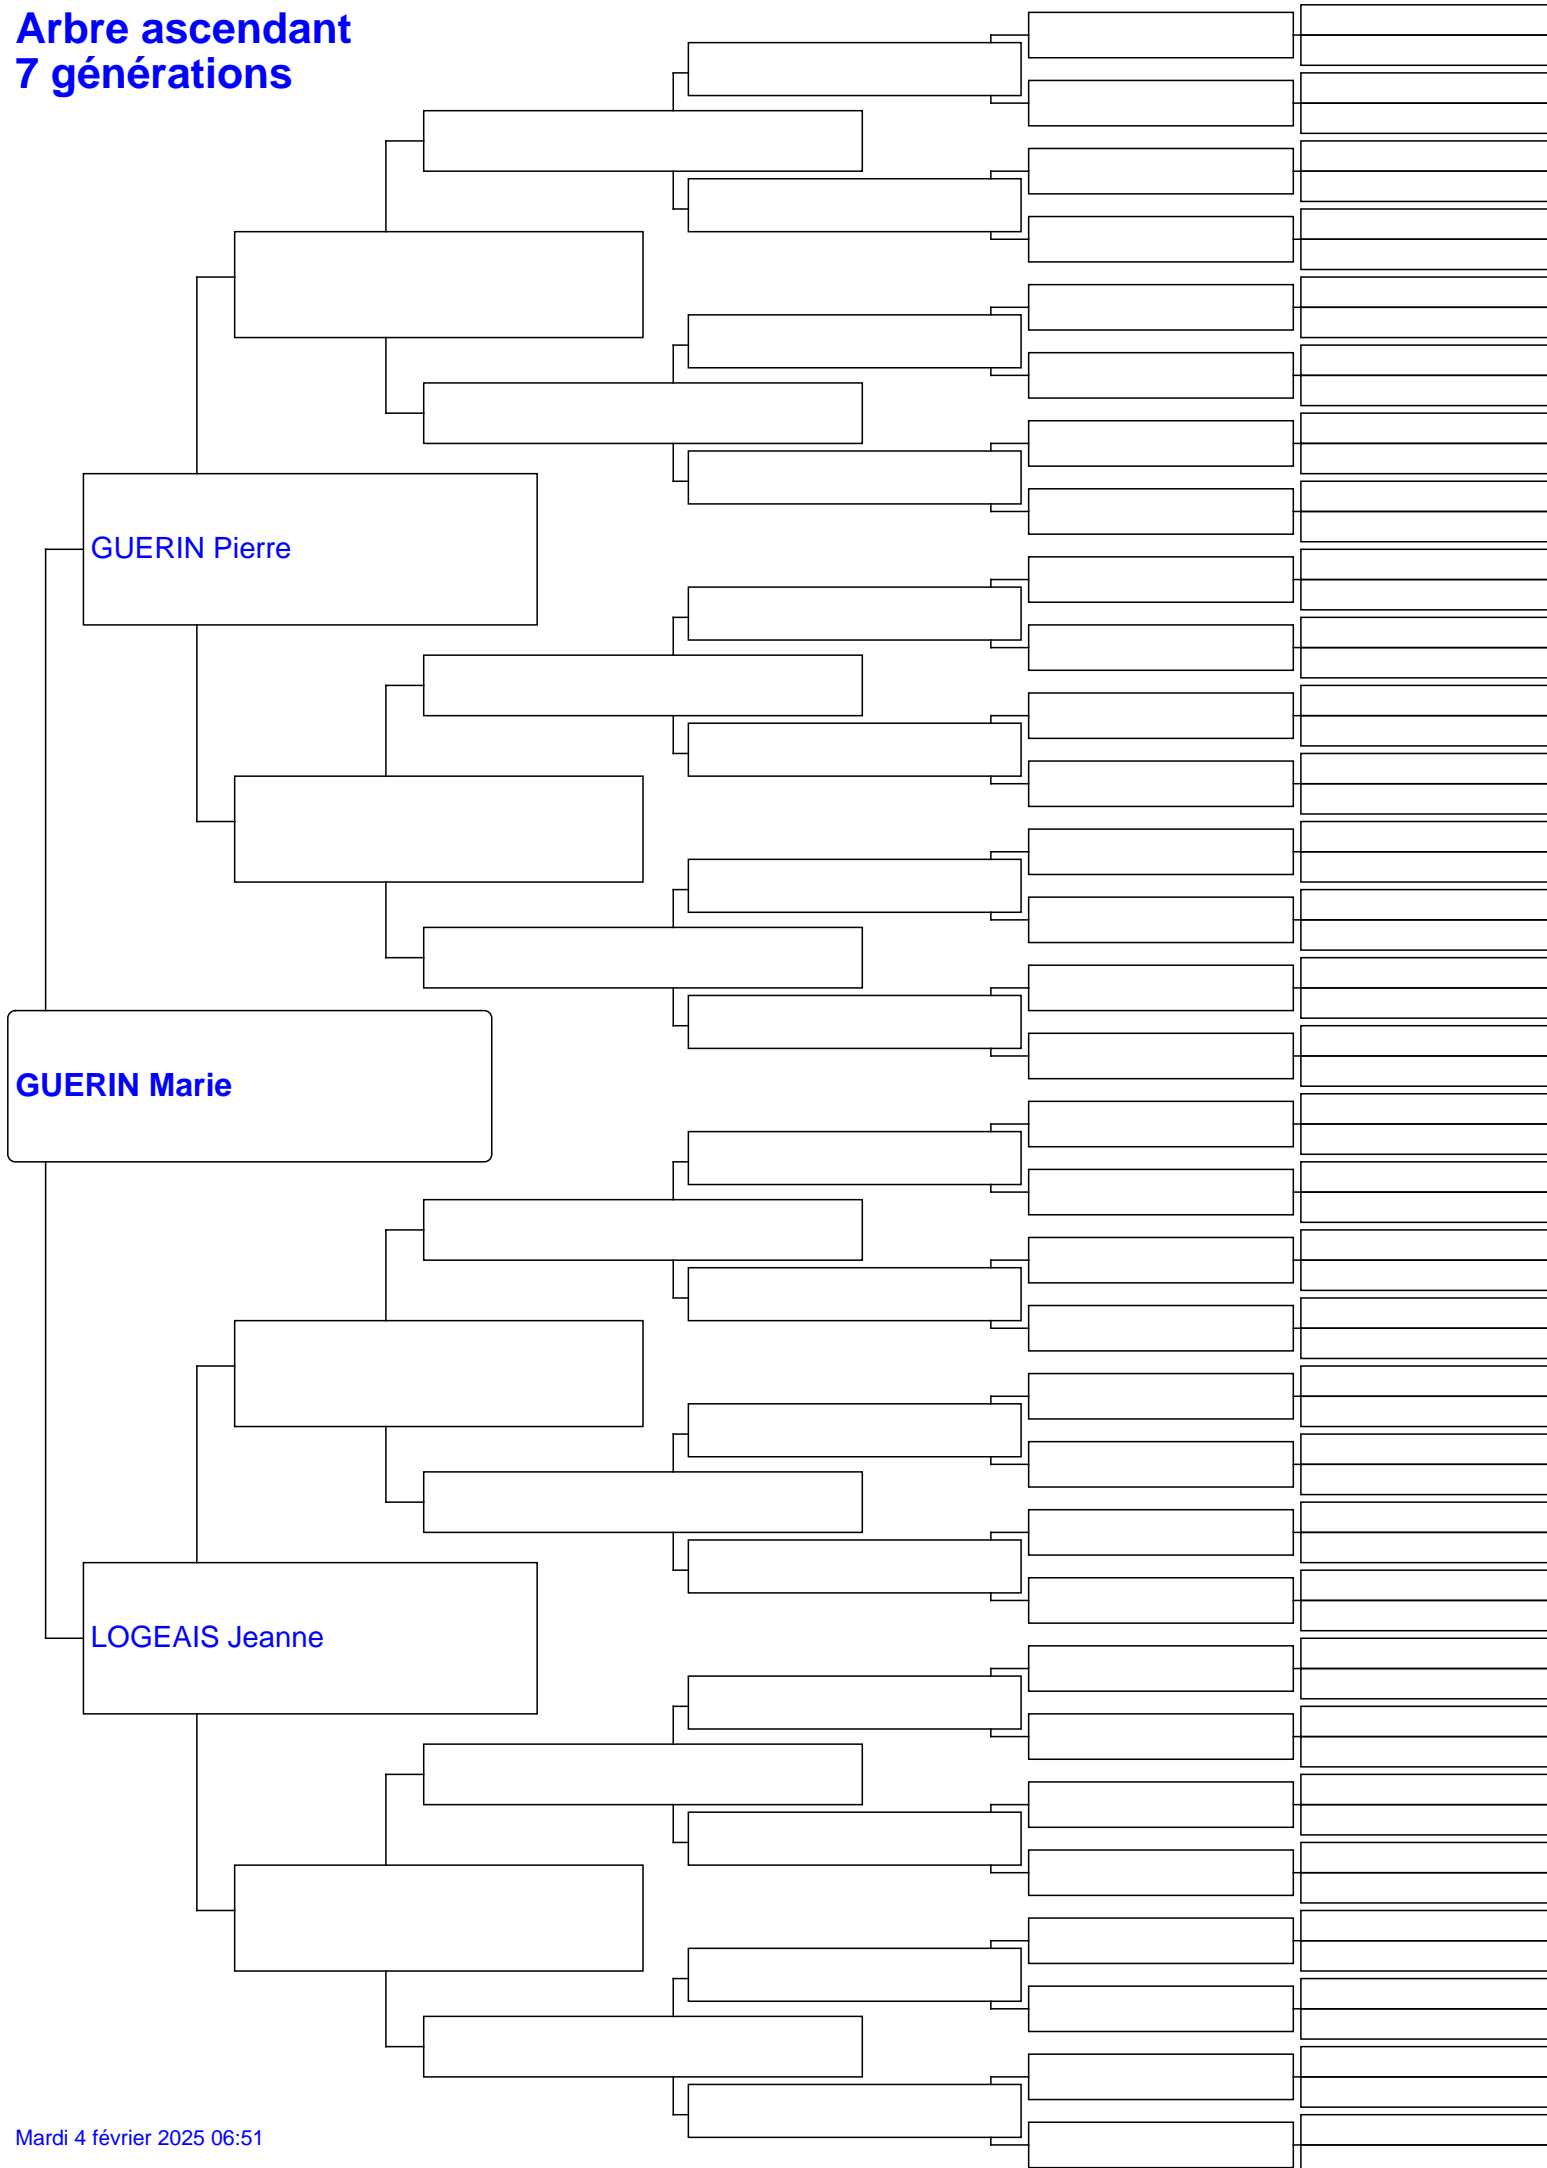 Arbre ascendant
7 générations
GUERIN Pierre
GUERIN Marie
LOGEAIS Jeanne
Mardi 4 février 2025 06:51